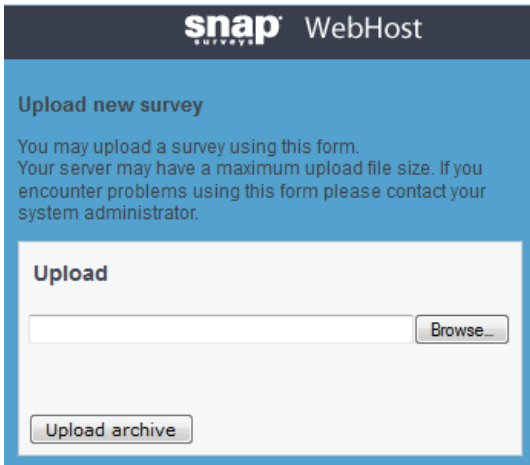 snap WebHost
surveys
Upload new survey
You may upload a survey using this form.
Your server may have a maximum upload file size. If you
encounter problems using this form please contact your
system administrator.
Upload
Browse...
Upload archive